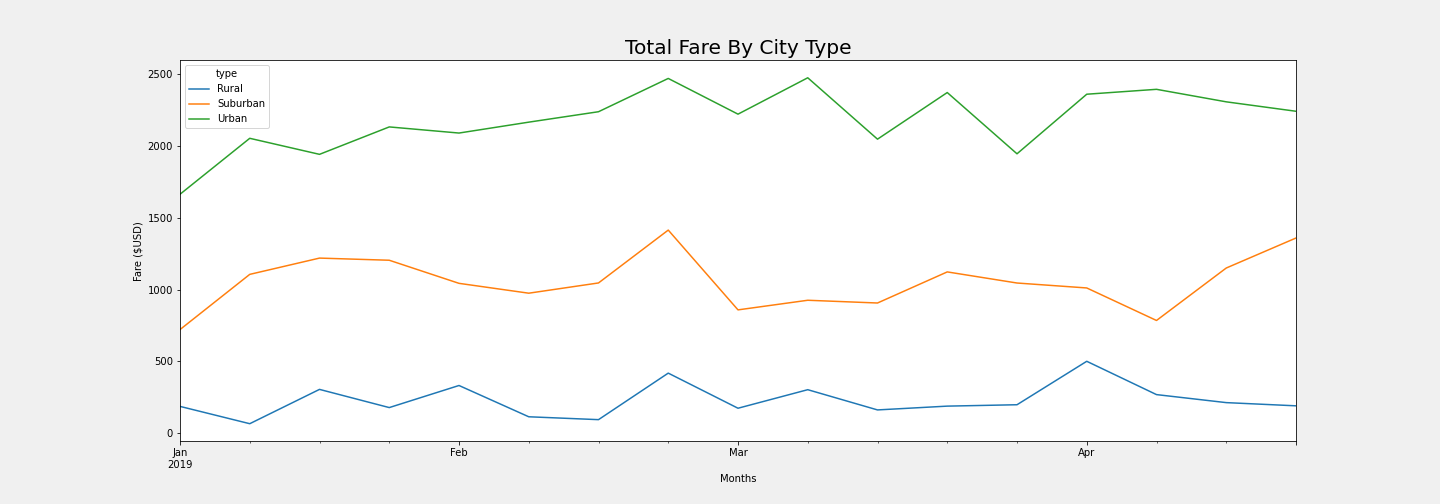 Total Fare By City Type
type
Rural
Suburban
Urban
Fare ($USD)
2500
2000
1500
1000
500
0
Jan
2019
Feb
Mar
Apr
Months